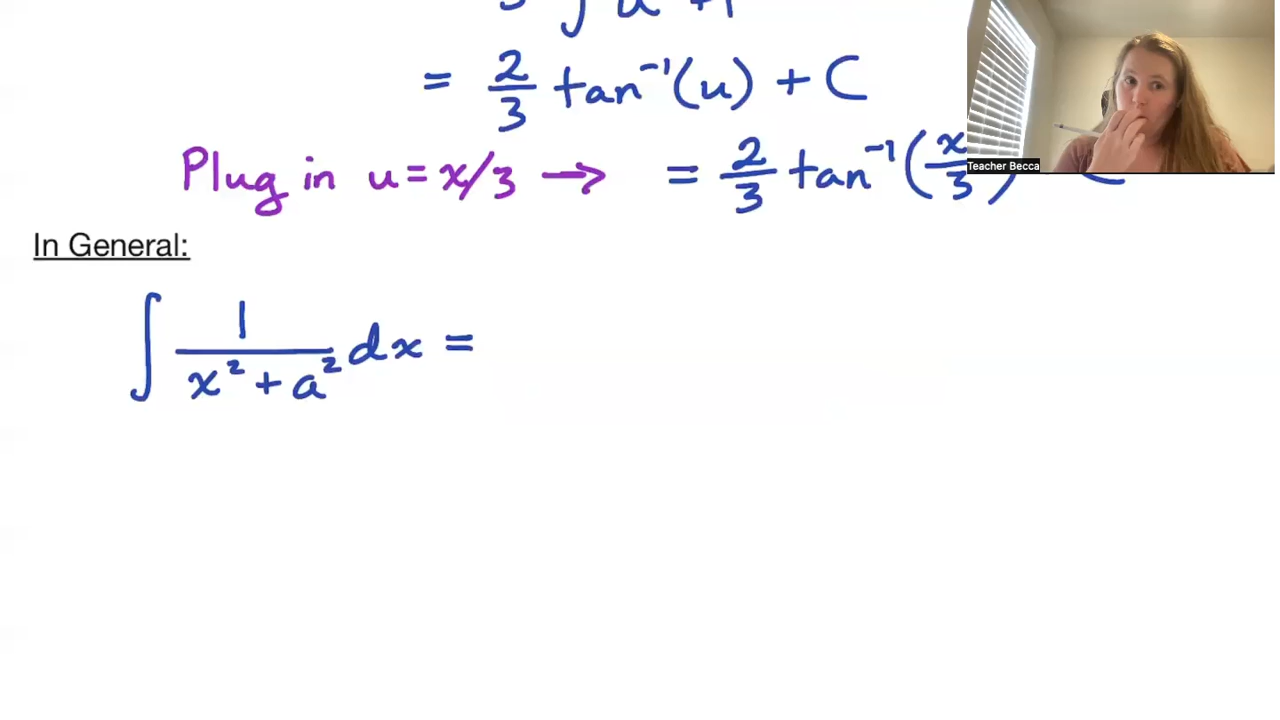 = 2/3 tan⁻¹(u) + C
Plug in u = x/3 → = 2/3 tan⁻¹(x/3)
Teacher Becca
In General:
∫ 1/(x² + a²) dx =